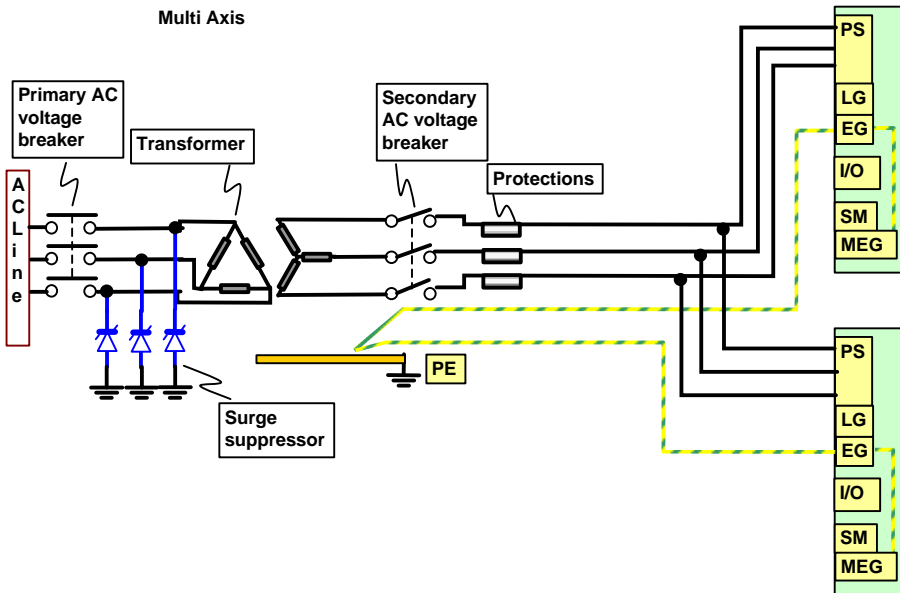 Multi Axis
Primary AC
voltage
breaker
Transformer
Secondary
AC voltage
breaker
Protections
A
C
L
i
n
e
Surge
suppressor
PE
PS
LG
EG
I/O
SM
MEG
PS
LG
EG
I/O
SM
MEG